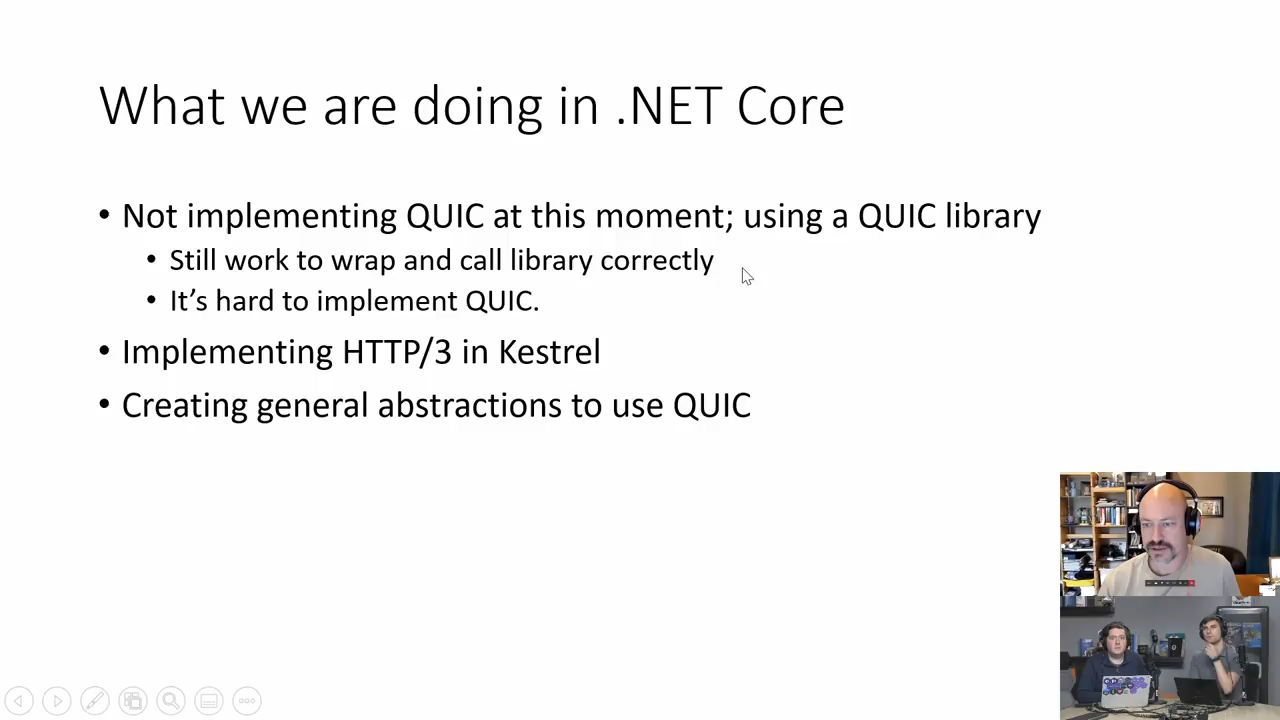 What we are doing in .NET Core
• Not implementing QUIC at this moment; using a QUIC library
• Still work to wrap and call library correctly
• It’s hard to implement QUIC.
• Implementing HTTP/3 in Kestrel
• Creating general abstractions to use QUIC